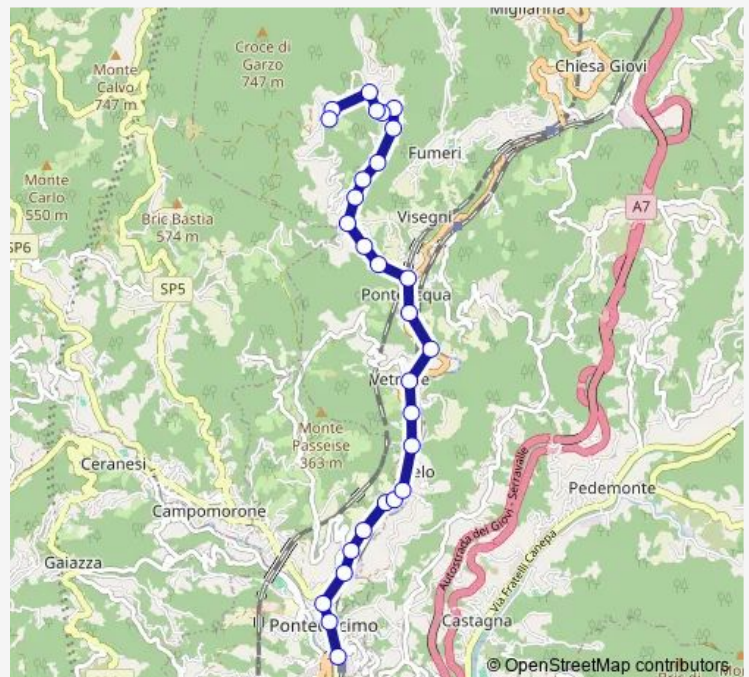 Migliarina
Croce di
Garzo
747 m
Monte
Calvo
747 m
Chiesa Giovi
Fumeri
Monte
Carlo
550 m
A7
Bric Bastia
574 m
Visegni
SP6
SP5
Monte
Passeise
363 m
Ceranesi
Pedemonte
Campomorone
Autostrada dei Giovi - Serravalle
Via Fratelli Canepa
Gaiazza
Castagna
© OpenStreetMap contributors